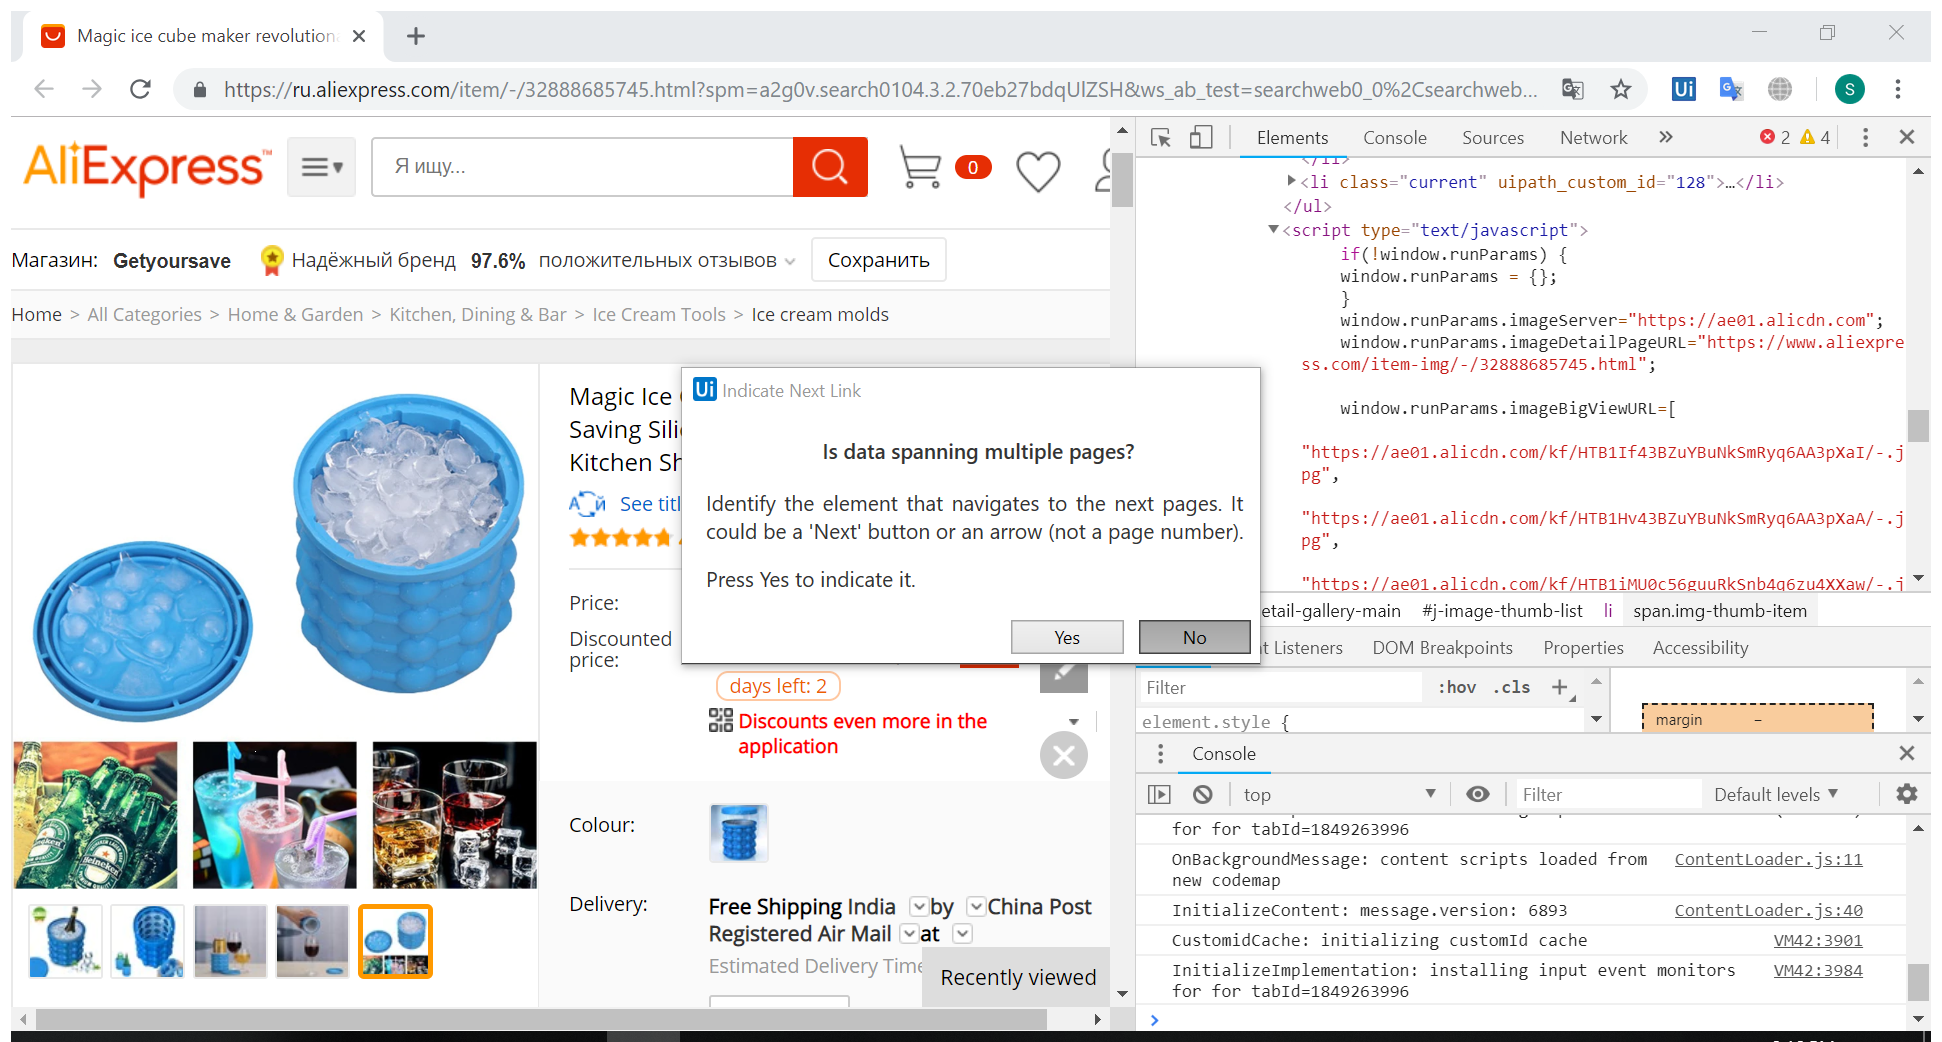 Magic ice cube maker revolution
https://ru.aliexpress.com/item/-/32888685745.html?spm=a2g0v.search0104.3.2.70eb27bdqUlZSH&ws_ab_test=searchweb0_0%2Csearchweb...
Ui
S
AliExpress™
Я ищу...
0
Магазин: Getyoursave Надёжный бренд 97.6% положительных отзывов Сохранить
Home > All Categories > Home & Garden > Kitchen, Dining & Bar > Ice Cream Tools > Ice cream molds
Magic Ice
Saving Sili
Kitchen Sh
See titl
Price:
Discounted
price:
days left: 2
Discounts even more in the
application
Colour:
Delivery:
Free Shipping India by China Post
Registered Air Mail at
Estimated Delivery Time
Recently viewed
Heineken
Ui Indicate Next Link
Is data spanning multiple pages?
Identify the element that navigates to the next pages. It
could be a 'Next' button or an arrow (not a page number).
Press Yes to indicate it.
Yes No
Elements Console Sources Network » 2 4
</li>
<li class="current" uipath_custom_id="128">…</li>
</ul>
<script type="text/javascript">
if(!window.runParams) {
window.runParams = {};
}
window.runParams.imageServer="https://ae01.alicdn.com";
window.runParams.imageDetailPageURL="https://www.aliexpre
ss.com/item-img/-/32888685745.html";
window.runParams.imageBigViewURL=[
"https://ae01.alicdn.com/kf/HTB1If43BZuYBuNkSmRyq6AA3pXaI/-.j
pg",
"https://ae01.alicdn.com/kf/HTB1Hv43BZuYBuNkSmRyq6AA3pXaA/-.j
pg",
"https://ae01.alicdn.com/kf/HTB1iMU0c56guuRkSnb4q6zu4XXaw/-.j
etail-gallery-main #j-image-thumb-list li span.img-thumb-item
t Listeners DOM Breakpoints Properties Accessibility
Filter :hov .cls +
element.style {
margin –
Console
top Filter Default levels
for for tabId=1849263996
OnBackgroundMessage: content scripts loaded from ContentLoader.js:11
new codemap
InitializeContent: message.version: 6893 ContentLoader.js:40
CustomidCache: initializing customId cache VM42:3901
InitializeImplementation: installing input event monitors VM42:3984
for for tabId=1849263996